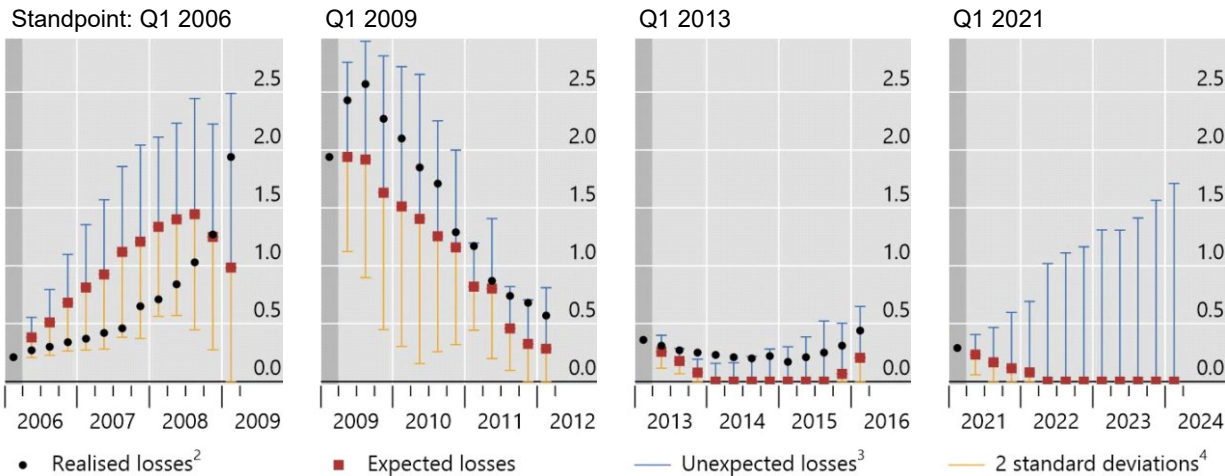 Standpoint: Q1 2006
Q1 2009
Q1 2013
Q1 2021
2.5
2.0
1.5
1.0
0.5
0.0
2.5
2.0
1.5
1.0
0.5
0.0
2.5
2.0
1.5
1.0
0.5
0.0
2.5
2.0
1.5
1.0
0.5
0.0
2006 2007 2008 2009
2009 2010 2011 2012
2013 2014 2015 2016
2021 2022 2023 2024
Realised losses²
Expected losses
Unexpected losses³
2 standard deviations⁴